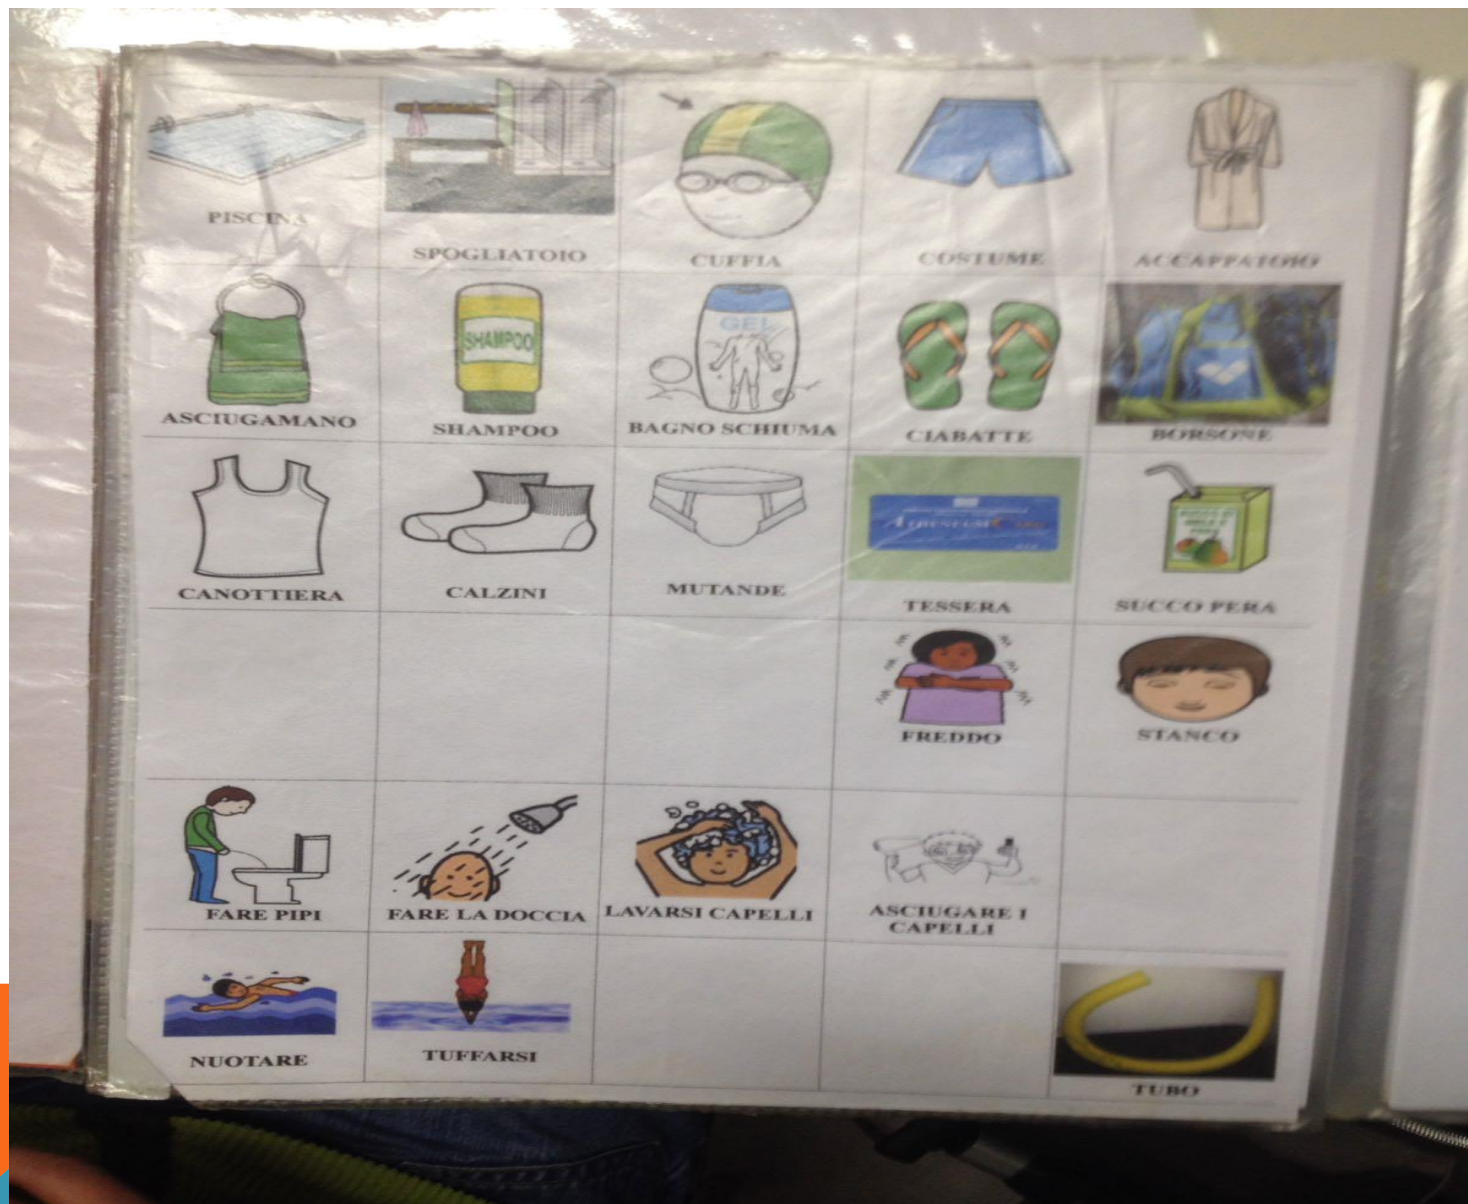 PISCINA
SPOGLIATOIO
CUFFIA
COSTUME
ACCAPPATOIO
SHAMPOO
GEL
ASCIUGAMANO
SHAMPOO
BAGNO SCHIUMA
CIABATTE
BORSONE
CANOTTIERA
CALZINI
MUTANDE
TESSERA
SUCCO PERA
FREDDO
STANCO
FARE PIPI
FARE LA DOCCIA
LAVARSI CAPELLI
ASCIUGARE I
CAPELLI
NUOTARE
TUFFARSI
TUBO